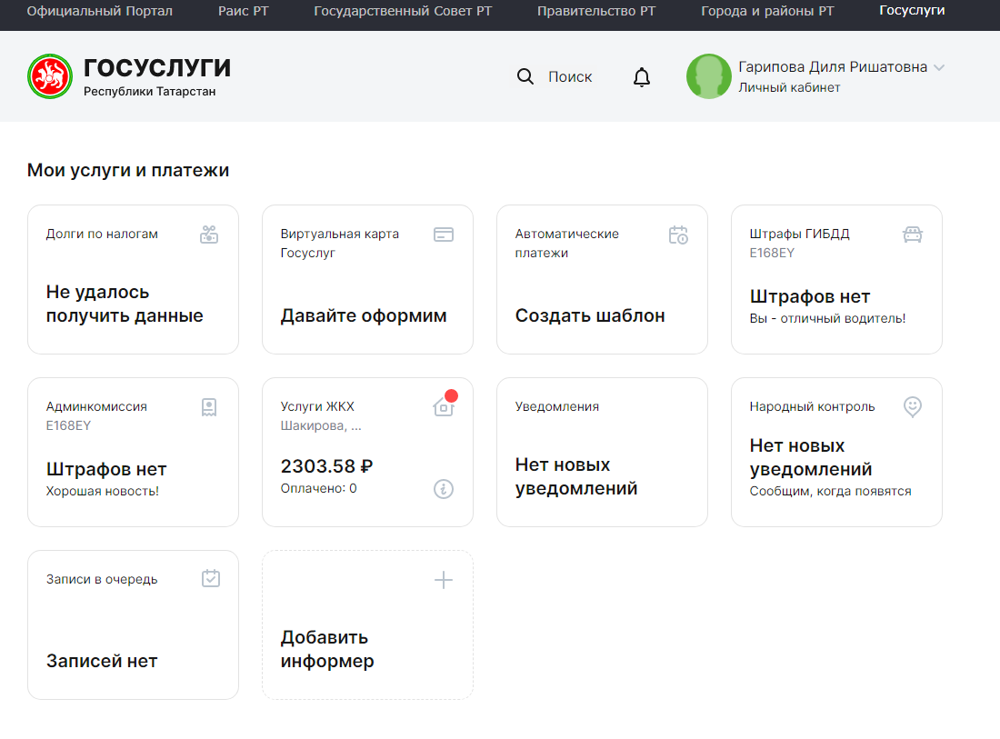 Официальный Портал Раис РТ Государственный Совет РТ Правительство РТ Города и районы РТ Госуслуги
ГОСУСЛУГИ
Республики Татарстан
Поиск
Гарипова Диля Ришатовна
Личный кабинет
Мои услуги и платежи
Долги по налогам
Не удалось
получить данные
Виртуальная карта
Госуслуг
Давайте оформим
Автоматические
платежи
Создать шаблон
Штрафы ГИБДД
E168EY
Штрафов нет
Вы - отличный водитель!
Админкомиссия
E168EY
Штрафов нет
Хорошая новость!
Услуги ЖКХ
Шакирова, ...
2303.58 ₽
Оплачено: 0
Уведомления
Нет новых
уведомлений
Народный контроль
Нет новых
уведомлений
Сообщим, когда появятся
Записи в очередь
Записей нет
Добавить
информер